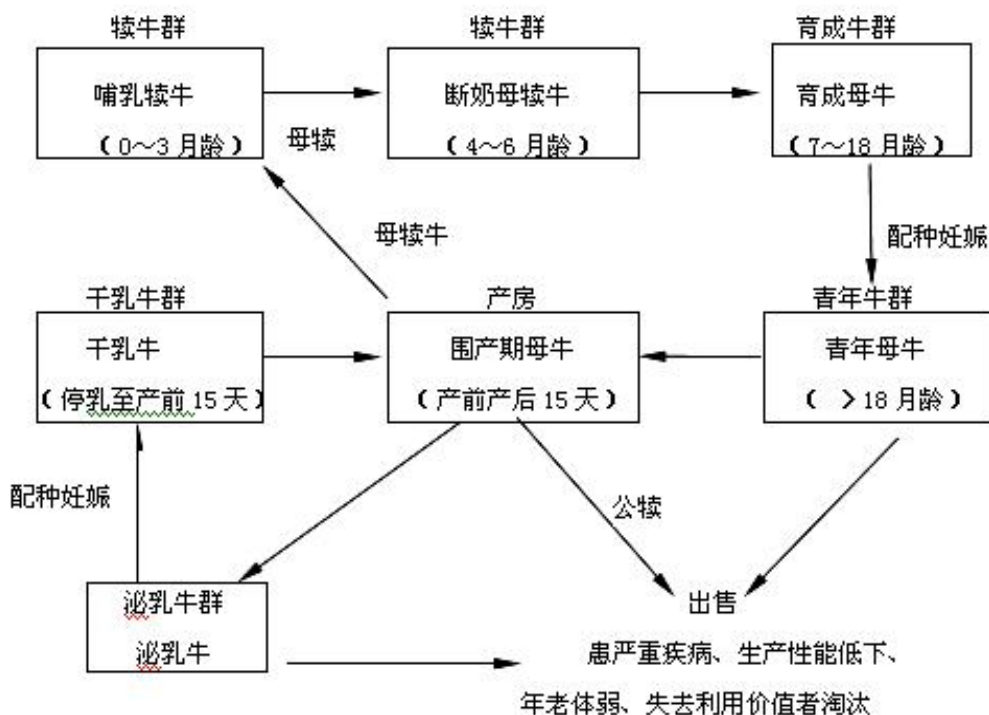 犊牛群
犊牛群
育成牛群
哺乳犊牛
(0～3 月龄)
断奶母犊牛
(4～6 月龄)
育成母牛
(7～18 月龄)
母犊
母犊牛
配种妊娠
千乳牛群
产房
青年牛群
千乳牛
(停乳至产前 15 天)
围产期母牛
(产前产后 15 天)
青年母牛
( >18 月龄)
配种妊娠
公犊
泌乳牛群
泌乳牛
出售
患严重疾病、生产性能低下、
年老体弱、失去利用价值者淘汰